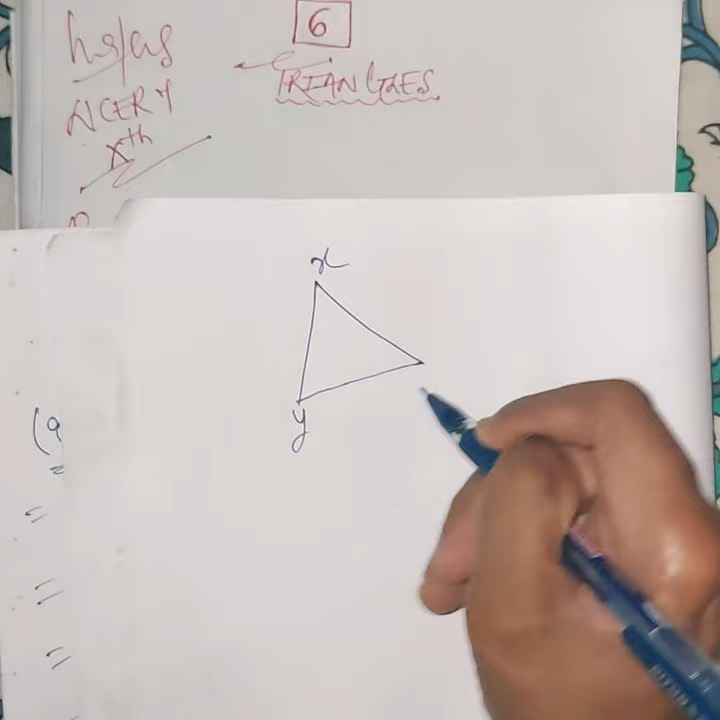 6
TRIANGLES
NCERT
Xth
x
y
(a
=
=
=
=